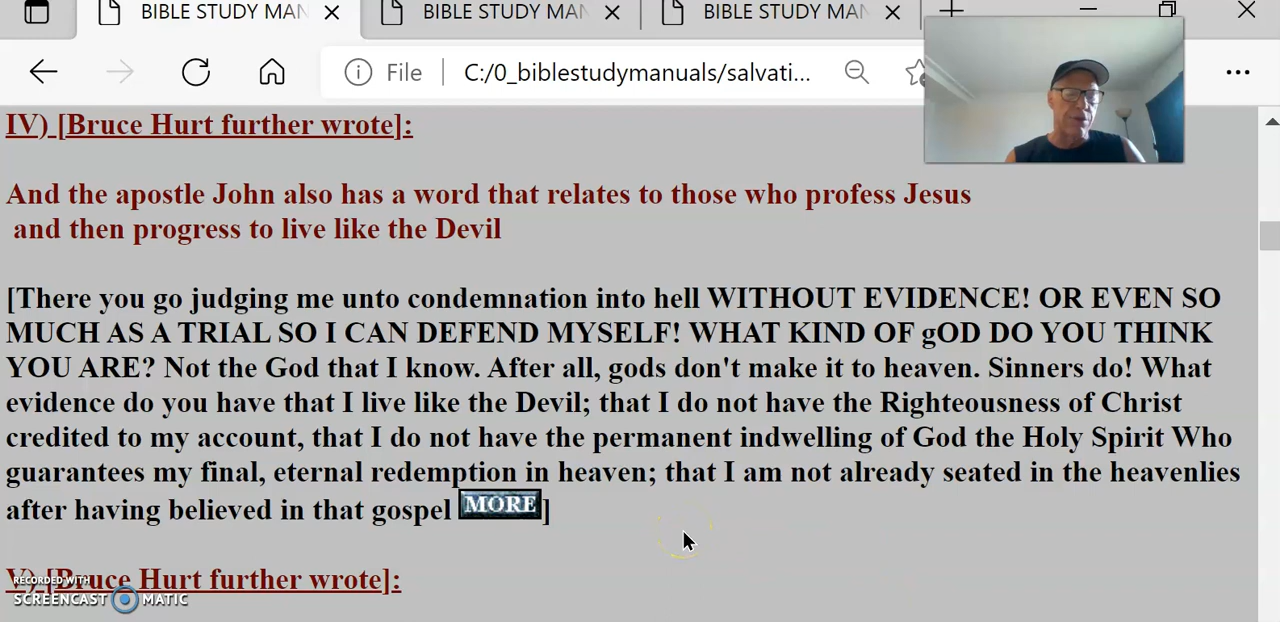 BIBLE STUDY MAN
BIBLE STUDY MAN
BIBLE STUDY MAN
File
C:/0_biblestudymanuals/salvati...
IV) [Bruce Hurt further wrote]:
And the apostle John also has a word that relates to those who profess Jesus
and then progress to live like the Devil
[There you go judging me unto condemnation into hell WITHOUT EVIDENCE! OR EVEN SO
MUCH AS A TRIAL SO I CAN DEFEND MYSELF! WHAT KIND OF gOD DO YOU THINK
YOU ARE? Not the God that I know. After all, gods don't make it to heaven. Sinners do! What
evidence do you have that I live like the Devil; that I do not have the Righteousness of Christ
credited to my account, that I do not have the permanent indwelling of God the Holy Spirit Who
guarantees my final, eternal redemption in heaven; that I am not already seated in the heavenlies
after having believed in that gospel MORE]
V) [Bruce Hurt further wrote]:
RECORDED WITH
SCREENCAST MATIC